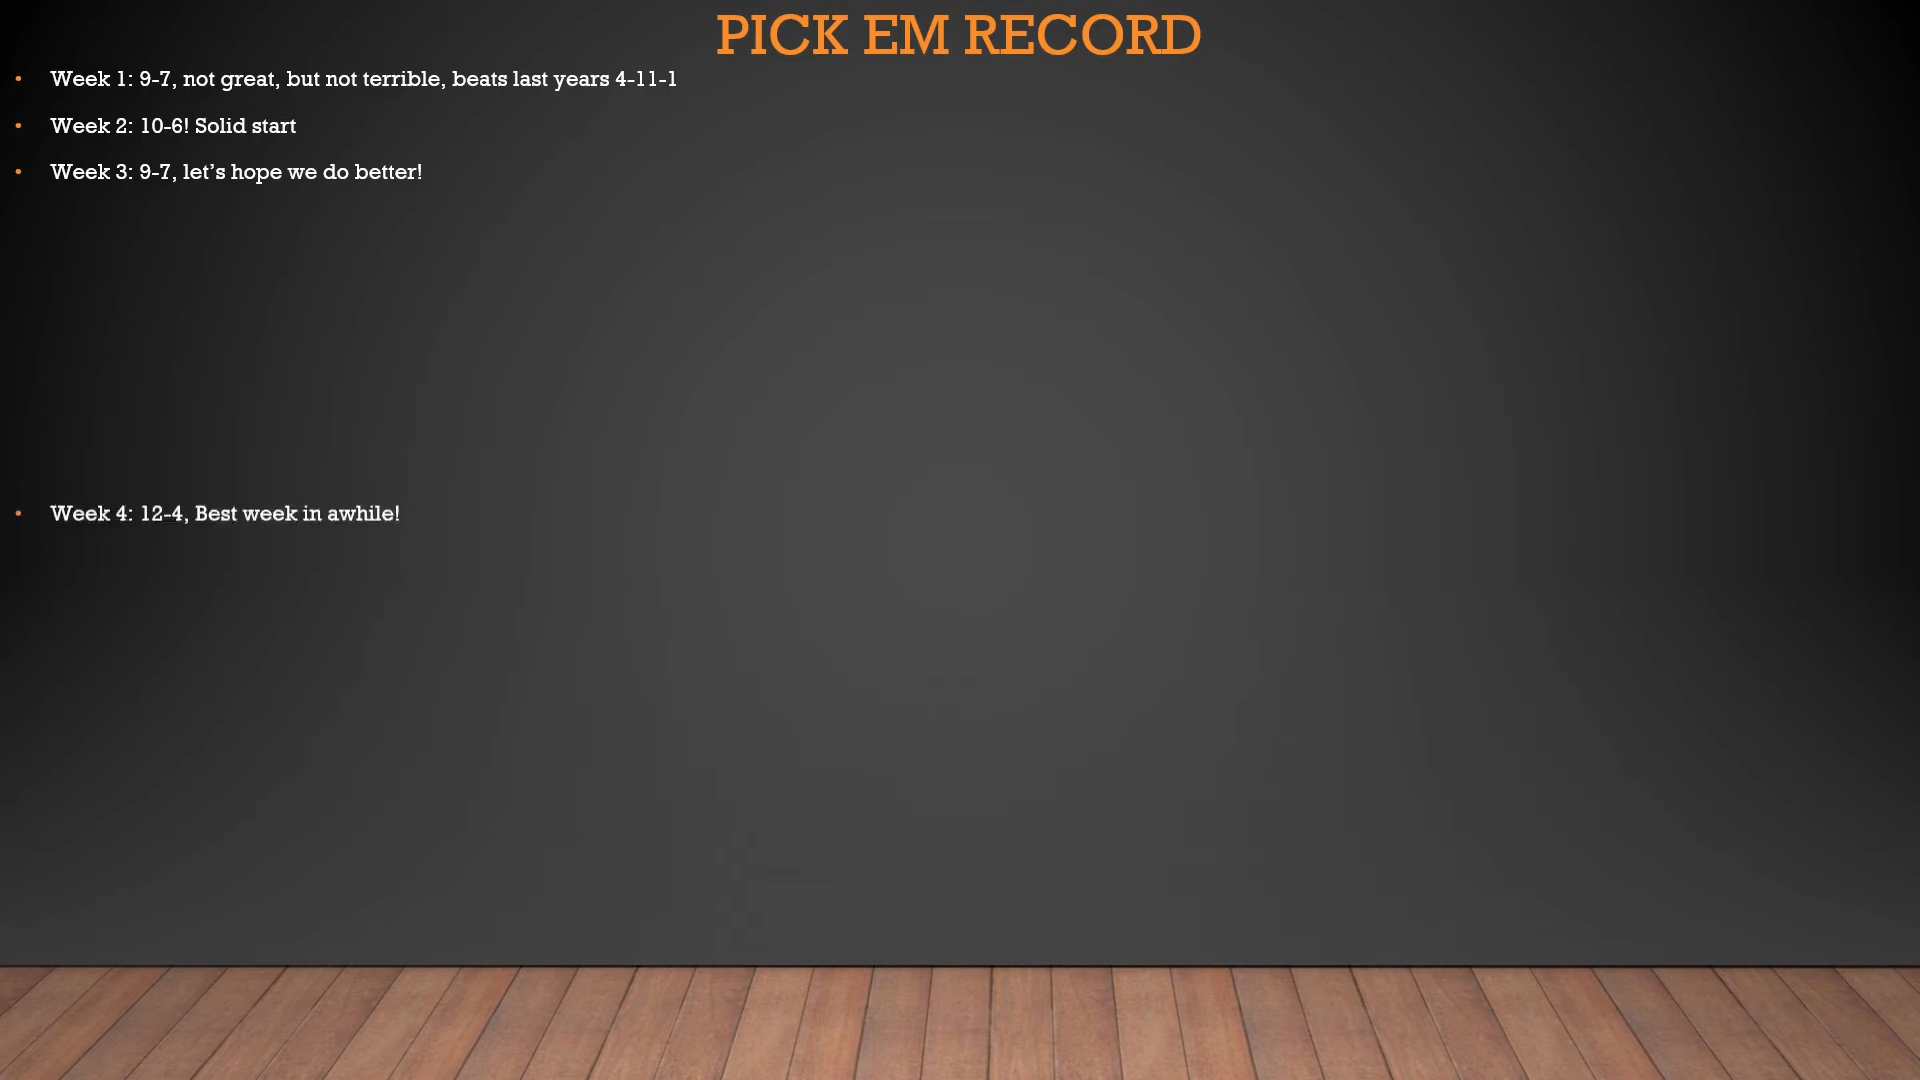 PICK EM RECORD
• Week 1: 9-7, not great, but not terrible, beats last years 4-11-1
• Week 2: 10-6! Solid start
• Week 3: 9-7, let’s hope we do better!
• Week 4: 12-4, Best week in awhile!